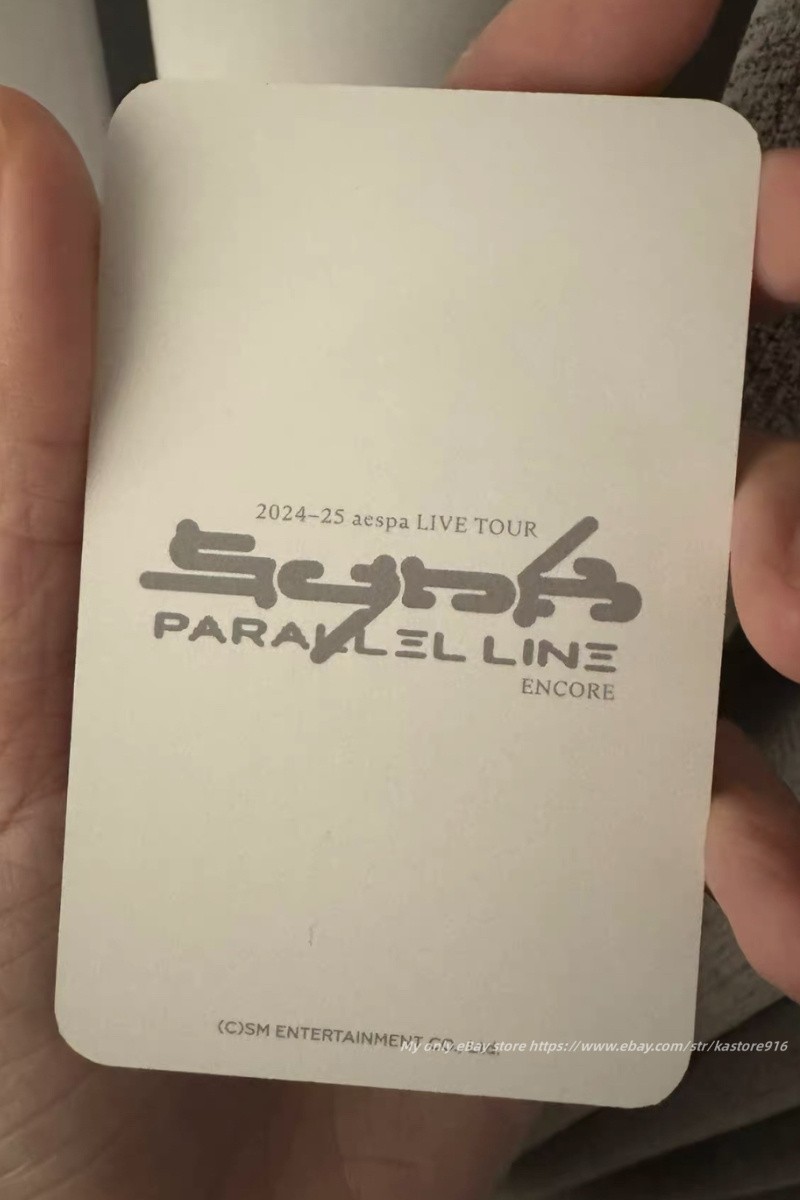 2024–25 aespa LIVE TOUR
SYNK
PARALLEL LINE
ENCORE
(C)SM ENTERTAINMENT CO., Ltd.
My only eBay store https://www.ebay.com/str/kastore916